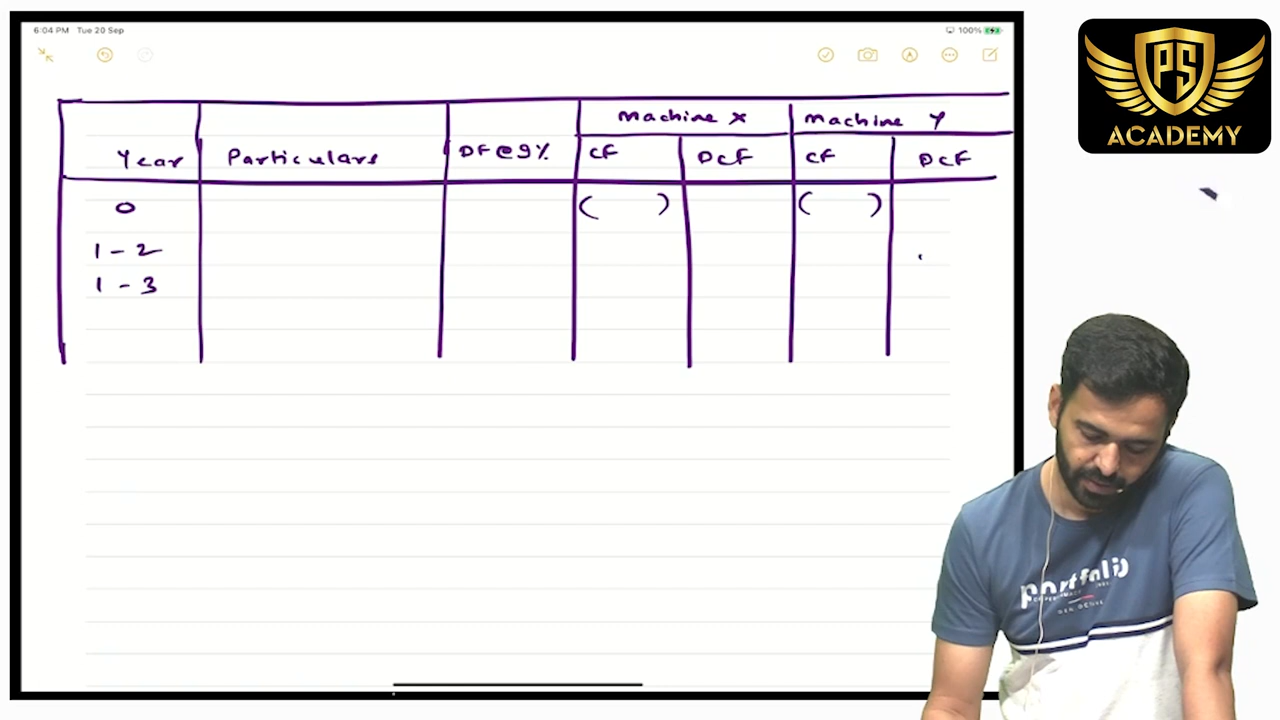 6:04 PM Tue 20 Sep
100%
PS
ACADEMY
Machine X Machine Y
Year Particulars DF@9% CF DCF CF DCF
0 ( ) ( )
1 - 2
1 - 3
portfolio